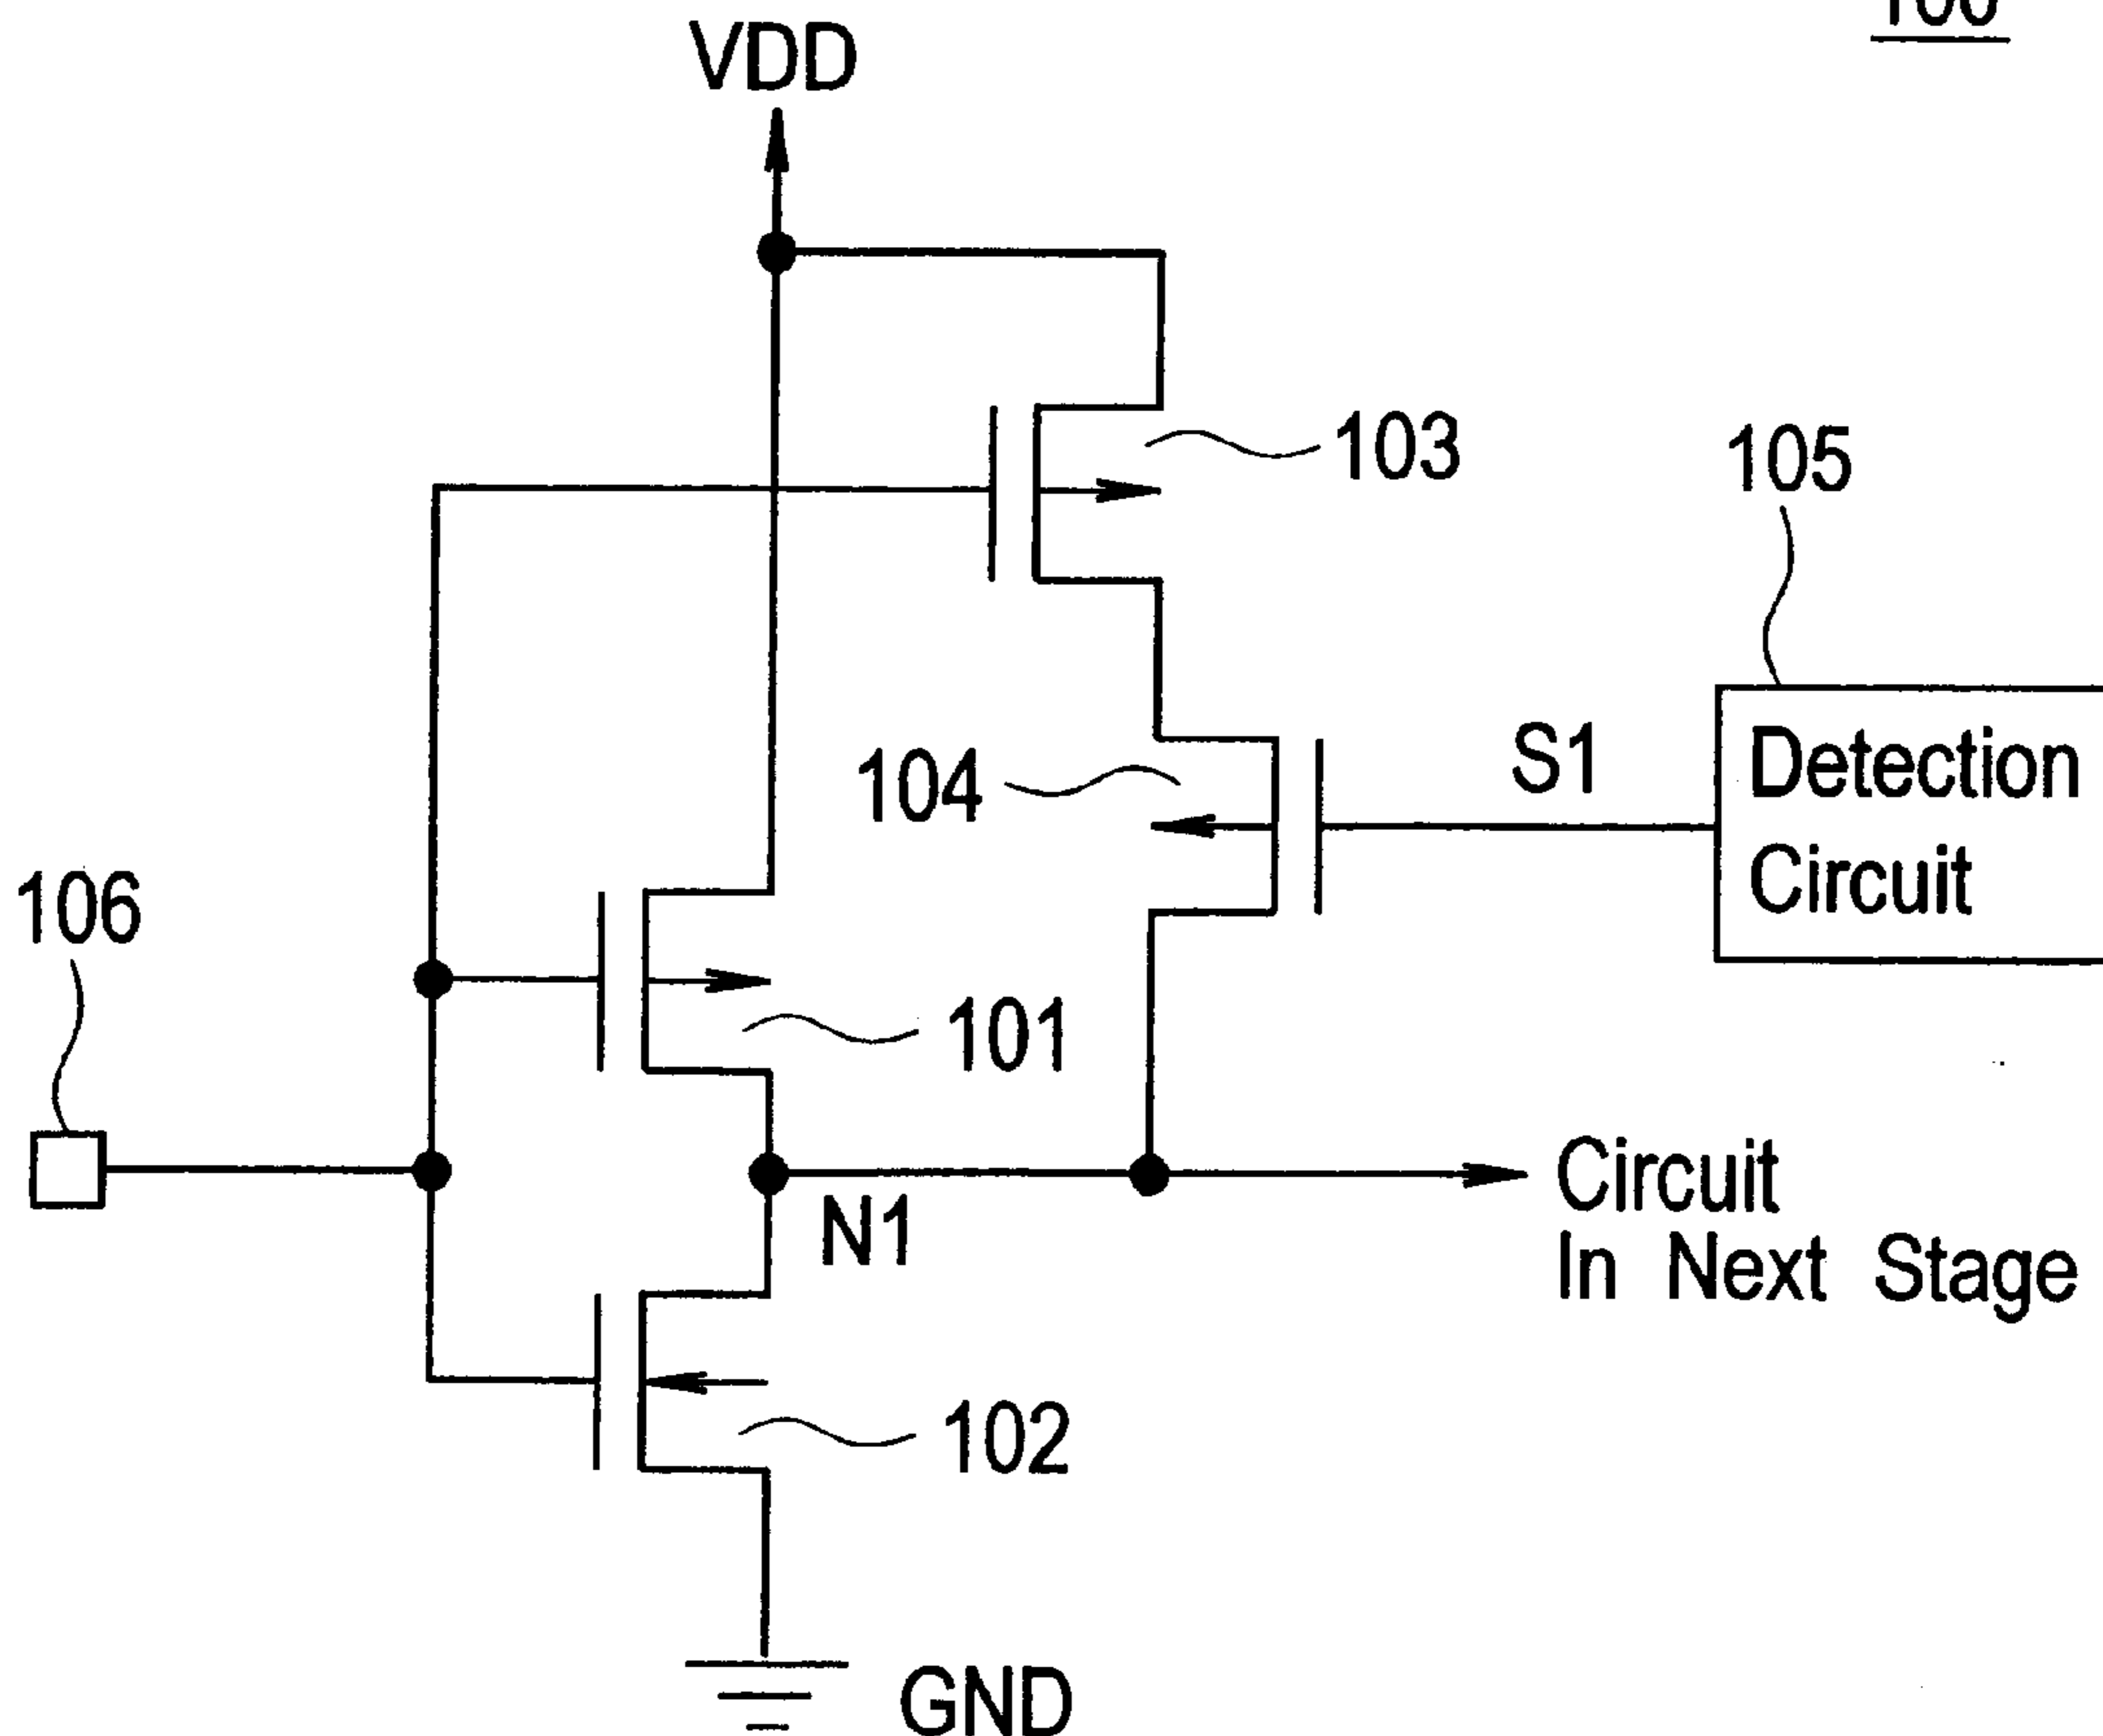 100
VDD
103
105
S1
104
Detection
Circuit
106
101
Circuit
N1
In Next Stage
102
GND